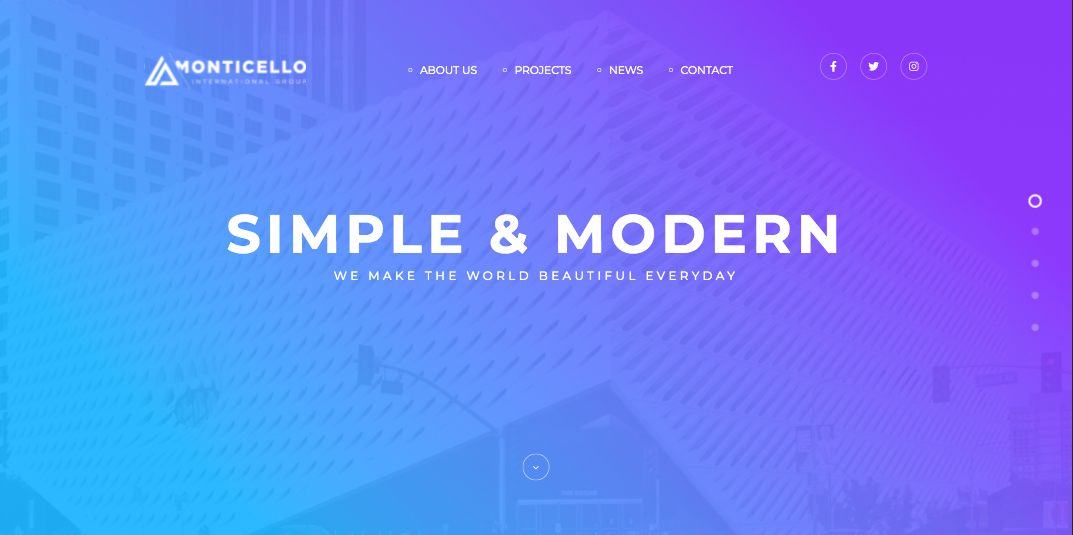 MONTICELLO
INTERNATIONAL GROUP
ABOUT US
PROJECTS
NEWS
CONTACT
SIMPLE & MODERN
WE MAKE THE WORLD BEAUTIFUL EVERYDAY